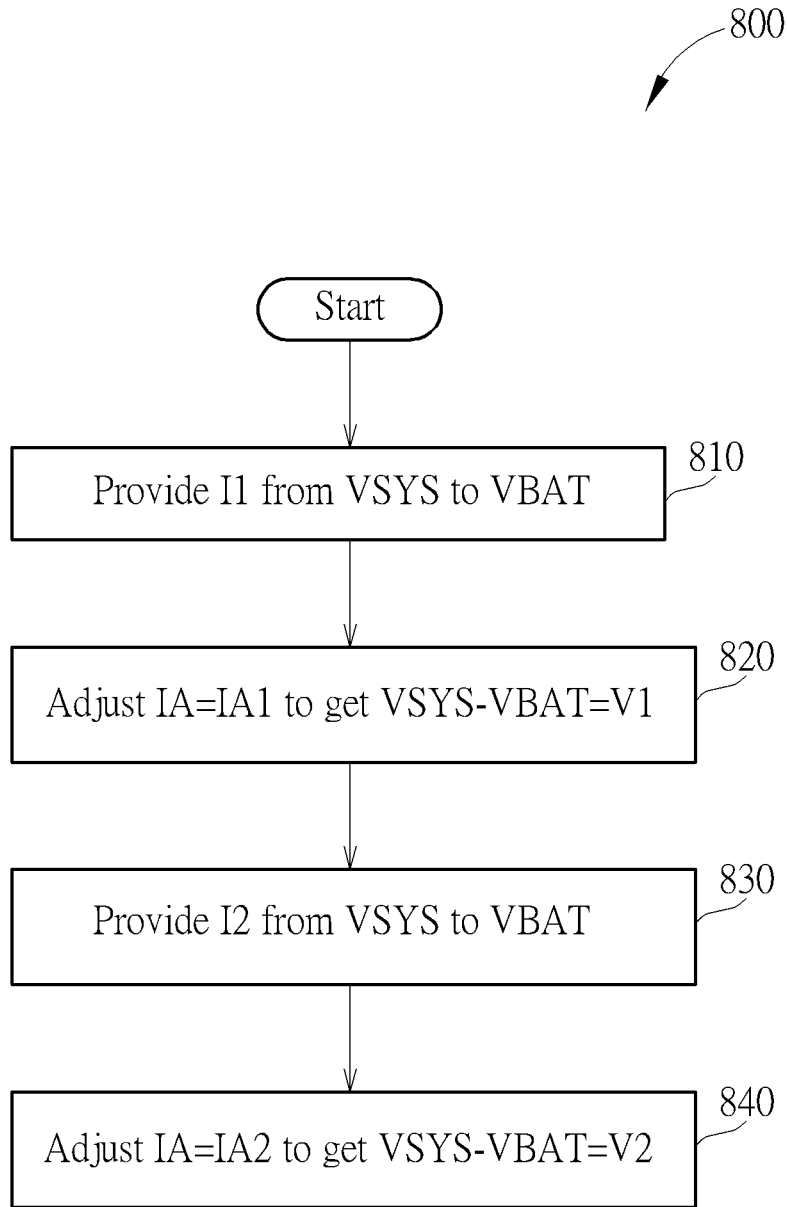 800
Start
810
Provide I1 from VSYS to VBAT
820
Adjust IA=IA1 to get VSYS-VBAT=V1
830
Provide I2 from VSYS to VBAT
840
Adjust IA=IA2 to get VSYS-VBAT=V2